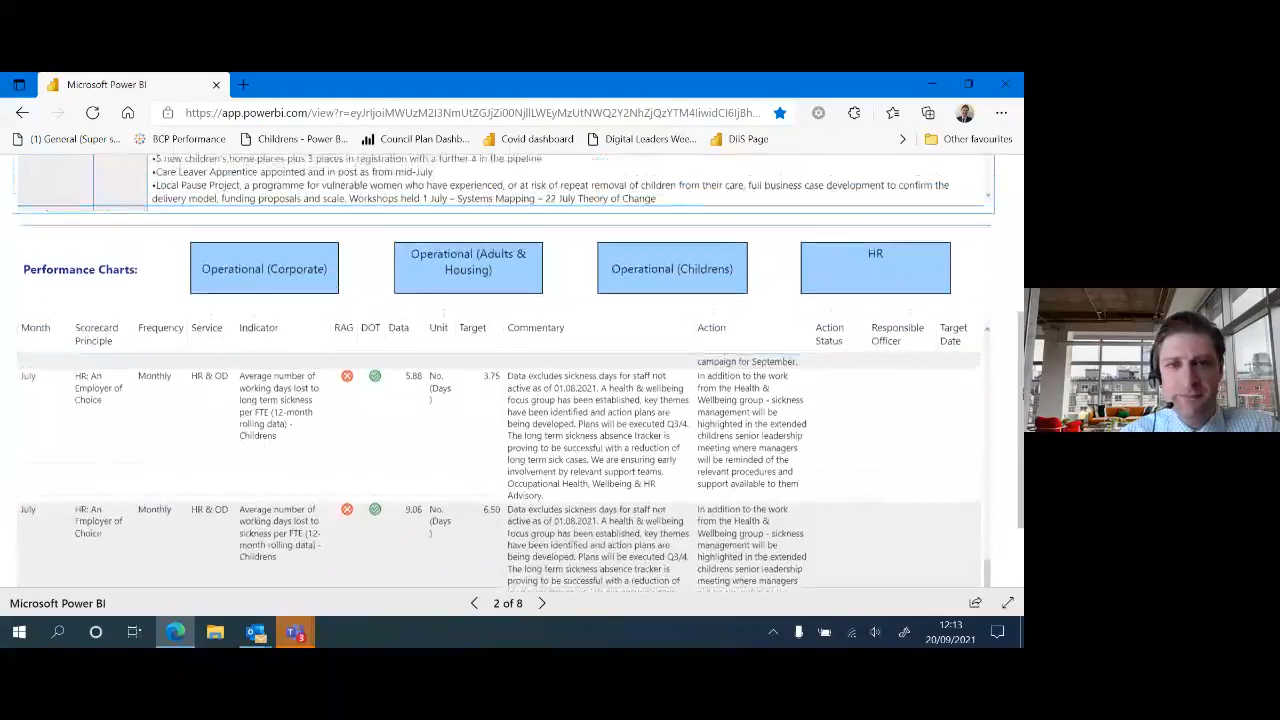 Microsoft Power BI
https://app.powerbi.com/view?r=
(1) General (Super s...
BCP Performance
Childrens - Power B...
Council Plan Dashb...
Covid dashboard
Digital Leaders Wee...
DiiS Page
Other favourites
•5 new children's home places plus 3 places in registration with a further 4 in the pipeline
•Care Leaver Apprentice appointed and in post as from mid-July
•Local Pause Project, a programme for vulnerable women who have experienced, or at risk of repeat removal of children from their care, full business case development to confirm the
delivery model, funding proposals and scale. Workshops held 1 July – Systems Mapping – 22 July Theory of Change
Performance Charts:
Operational (Corporate)
Operational (Adults &
Housing)
Operational (Childrens)
HR
Month
Scorecard
Principle
Frequency
Service
Indicator
RAG
DOT
Data
Unit
Target
Commentary
Action
Action
Status
Responsible
Officer
Target
Date
campaign for September.
July
HR: An
Employer of
Choice
Monthly
HR & OD
Average number of
working days lost to
long term sickness
per FTE (12-month
rolling data) -
Childrens
5.88
No.
(Days
)
3.75
Data excludes sickness days for staff not
active as of 01.08.2021. A health & wellbeing
focus group has been established, key themes
have been identified and action plans are
being developed. Plans will be executed Q3/4.
The long term sickness absence tracker is
proving to be successful with a reduction of
long term sick cases. We are ensuring early
involvement by relevant support teams,
Occupational Health, Wellbeing & HR
Advisory.
In addition to the work
from the Health &
Wellbeing group - sickness
management will be
highlighted in the extended
childrens senior leadership
meeting where managers
will be reminded of the
relevant procedures and
support available to them
July
HR: An
Employer of
Choice
Monthly
HR & OD
Average number of
working days lost to
sickness per FTE (12-
month rolling data) -
Childrens
9.06
No.
(Days
)
6.50
Data excludes sickness days for staff not
active as of 01.08.2021. A health & wellbeing
focus group has been established, key themes
have been identified and action plans are
being developed. Plans will be executed Q3/4.
The long term sickness absence tracker is
proving to be successful with a reduction of
In addition to the work
from the Health &
Wellbeing group - sickness
management will be
highlighted in the extended
childrens senior leadership
meeting where managers
Microsoft Power BI
2 of 8
3
12:13
20/09/2021